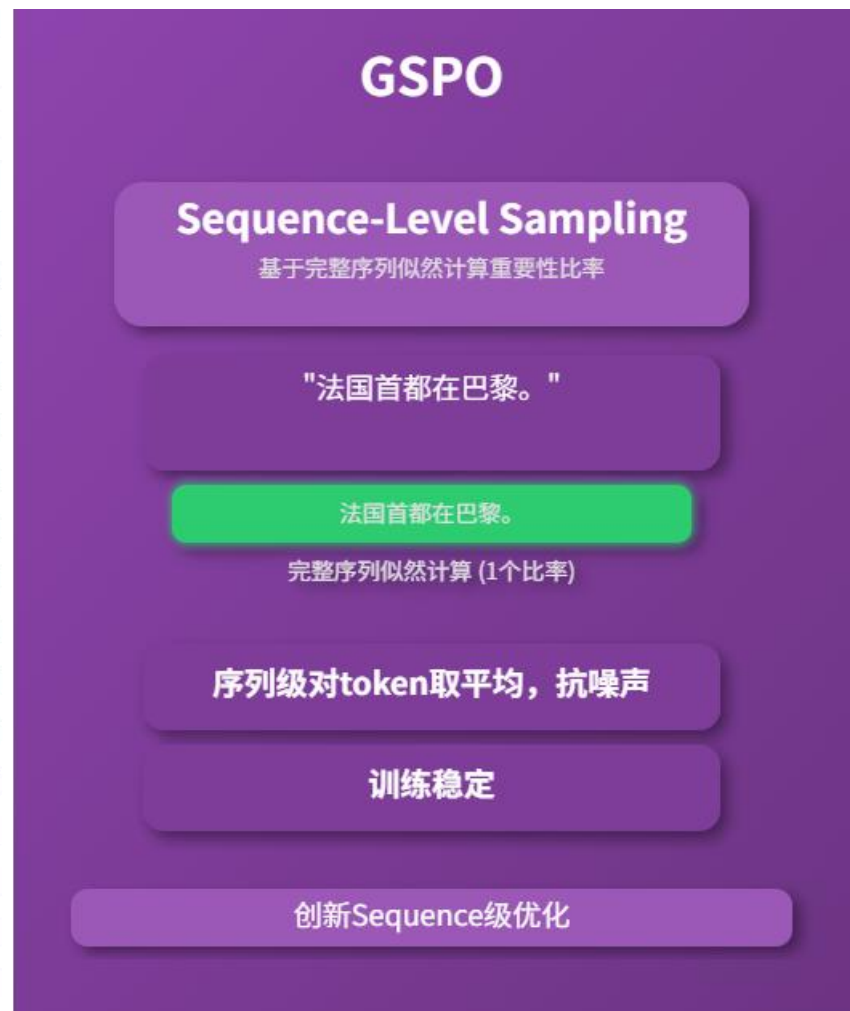 GSPO
Sequence-Level Sampling
基于完整序列似然计算重要性比率
"法国首都在巴黎。"
法国首都在巴黎。
完整序列似然计算 (1个比率)
序列级对token取平均，抗噪声
训练稳定
创新Sequence级优化